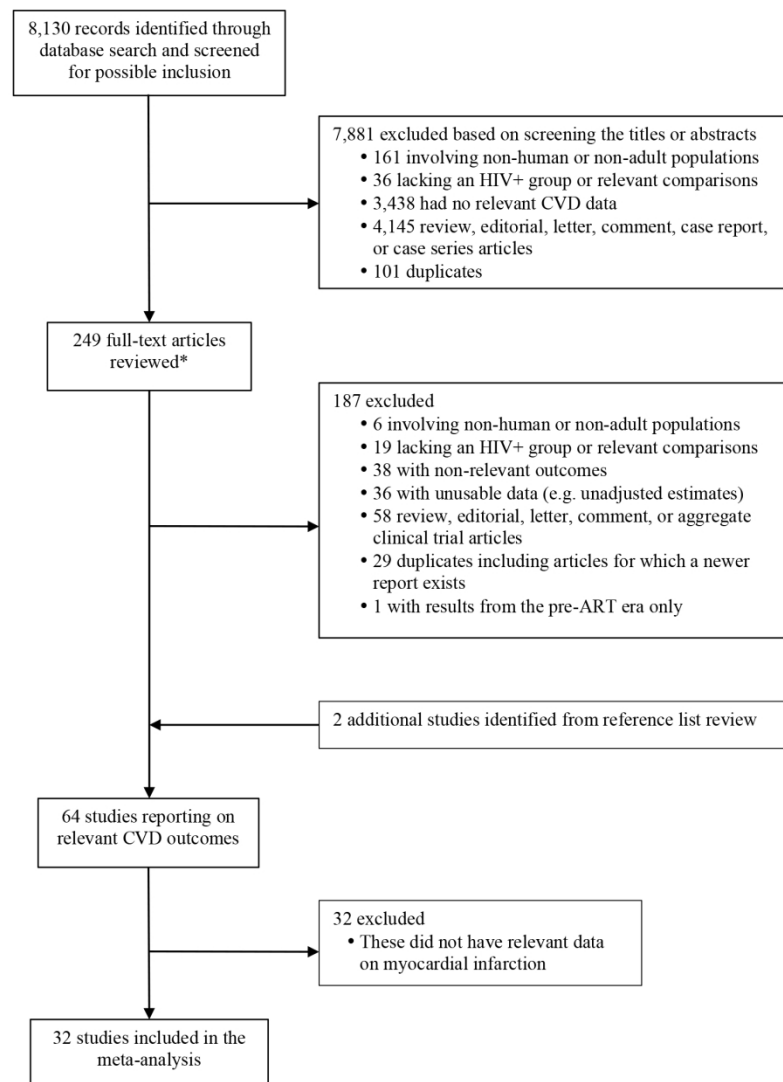 8,130 records identified through
database search and screened
for possible inclusion
7,881 excluded based on screening the titles or abstracts
• 161 involving non-human or non-adult populations
• 36 lacking an HIV+ group or relevant comparisons
• 3,438 had no relevant CVD data
• 4,145 review, editorial, letter, comment, case report,
or case series articles
• 101 duplicates
249 full-text articles
reviewed*
187 excluded
• 6 involving non-human or non-adult populations
• 19 lacking an HIV+ group or relevant comparisons
• 38 with non-relevant outcomes
• 36 with unusable data (e.g. unadjusted estimates)
• 58 review, editorial, letter, comment, or aggregate
clinical trial articles
• 29 duplicates including articles for which a newer
report exists
• 1 with results from the pre-ART era only
2 additional studies identified from reference list review
64 studies reporting on
relevant CVD outcomes
32 excluded
• These did not have relevant data
on myocardial infarction
32 studies included in the
meta-analysis